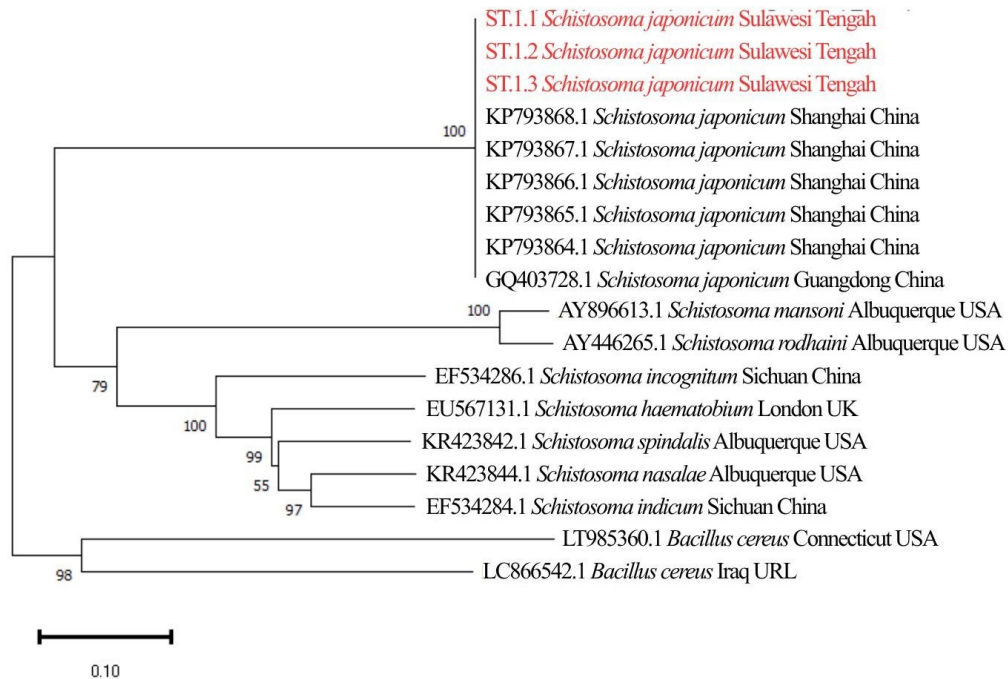 ST.1.1 Schistosoma japonicum Sulawesi Tengah
ST.1.2 Schistosoma japonicum Sulawesi Tengah
ST.1.3 Schistosoma japonicum Sulawesi Tengah
KP793868.1 Schistosoma japonicum Shanghai China
100
KP793867.1 Schistosoma japonicum Shanghai China
KP793866.1 Schistosoma japonicum Shanghai China
KP793865.1 Schistosoma japonicum Shanghai China
KP793864.1 Schistosoma japonicum Shanghai China
GQ403728.1 Schistosoma japonicum Guangdong China
100
AY896613.1 Schistosoma mansoni Albuquerque USA
AY446265.1 Schistosoma rodhaini Albuquerque USA
EF534286.1 Schistosoma incognitum Sichuan China
79
EU567131.1 Schistosoma haematobium London UK
100
KR423842.1 Schistosoma spindalis Albuquerque USA
99
KR423844.1 Schistosoma nasalae Albuquerque USA
55
EF534284.1 Schistosoma indicum Sichuan China
97
LT985360.1 Bacillus cereus Connecticut USA
LC866542.1 Bacillus cereus Iraq URL
98
0.10